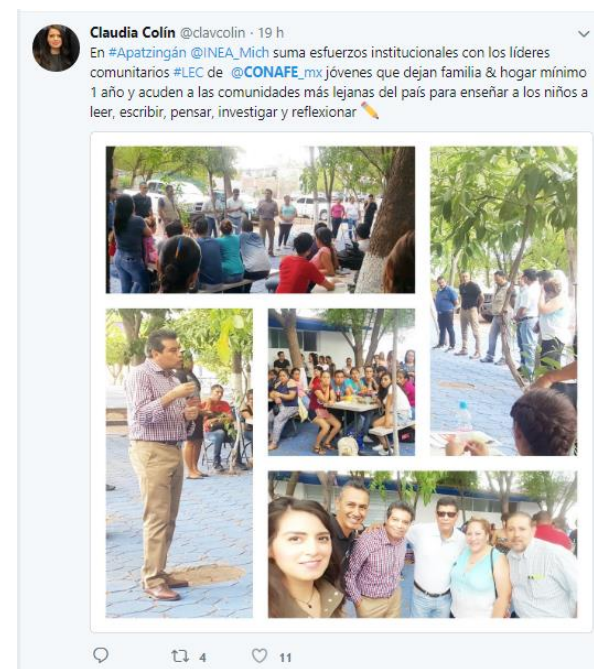 Claudia Colín @clavcolin · 19 h
En #Apatzingán @INEA_Mich suma esfuerzos institucionales con los líderes
comunitarios #LEC de @CONAFE_mx jóvenes que dejan familia & hogar mínimo
1 año y acuden a las comunidades más lejanas del país para enseñar a los niños a
leer, escribir, pensar, investigar y reflexionar ✏️
4 11